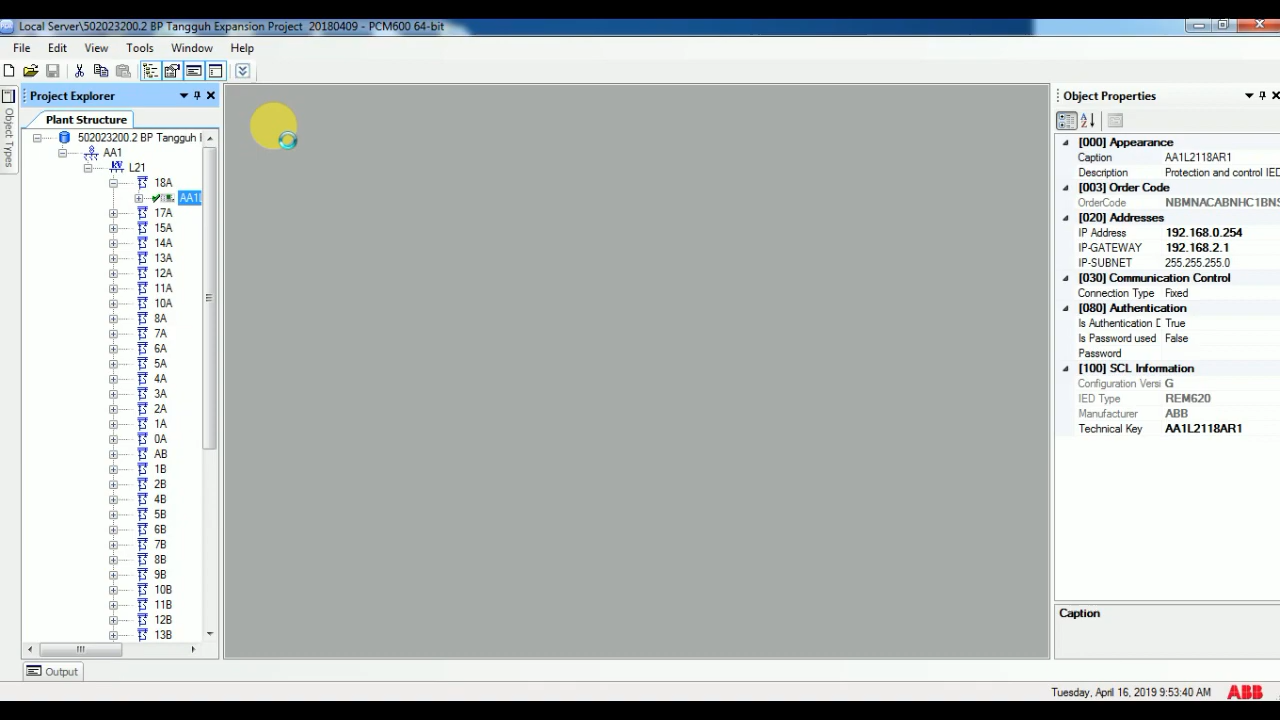 Local Server\502023200.2 BP Tangguh Expansion Project 20180409 - PCM600 64-bit
File Edit View Tools Window Help
Project Explorer
Plant Structure
Object Types
502023200.2 BP Tangguh
AA1
L21
18A
AA1L
17A
15A
14A
13A
12A
11A
10A
8A
7A
6A
5A
4A
3A
2A
1A
0A
AB
1B
2B
4B
5B
6B
7B
8B
9B
10B
11B
12B
13B
Output
Object Properties
[000] Appearance
Caption AA1L2118AR1
Description Protection and control IED
[003] Order Code
OrderCode NBMNACABNHC1BNS
[020] Addresses
IP Address 192.168.0.254
IP-GATEWAY 192.168.2.1
IP-SUBNET 255.255.255.0
[030] Communication Control
Connection Type Fixed
[080] Authentication
Is Authentication D True
Is Password used False
Password
[100] SCL Information
Configuration Versi G
IED Type REM620
Manufacturer ABB
Technical Key AA1L2118AR1
Caption
Tuesday, April 16, 2019 9:53:40 AM ABB